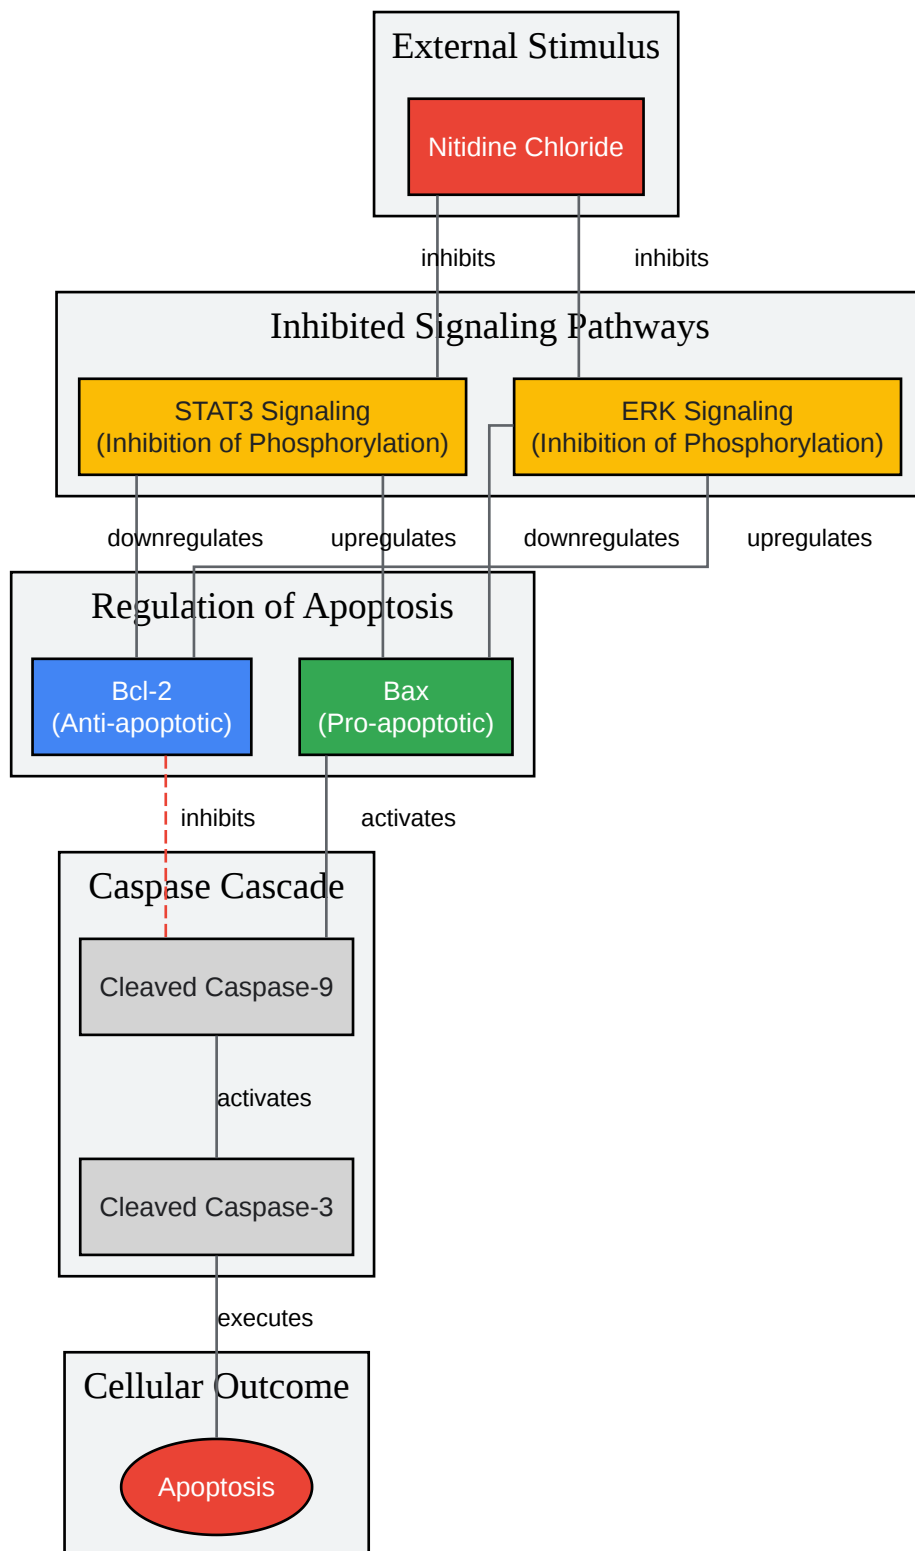 External Stimulus
Nitidine Chloride
inhibits
inhibits
Inhibited Signaling Pathways
STAT3 Signaling
(Inhibition of Phosphorylation)
ERK Signaling
(Inhibition of Phosphorylation)
downregulates
upregulates
downregulates
upregulates
Regulation of Apoptosis
Bcl-2
(Anti-apoptotic)
Bax
(Pro-apoptotic)
inhibits
activates
Caspase Cascade
Cleaved Caspase-9
activates
Cleaved Caspase-3
executes
Cellular Outcome
Apoptosis